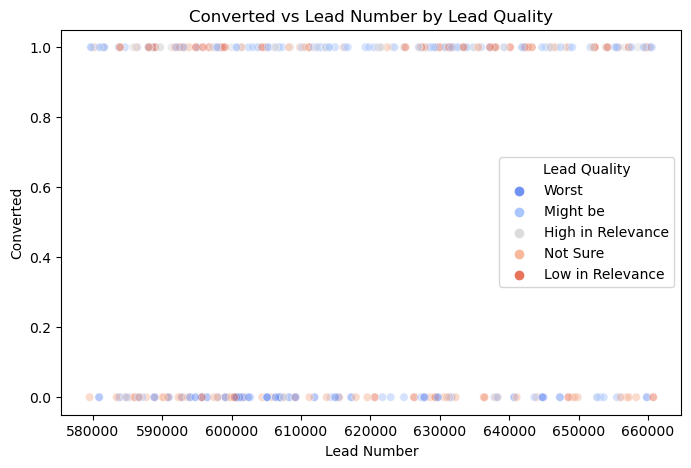 Converted vs Lead Number by Lead Quality
1.0
0.8
0.6
0.4
0.2
0.0
Converted
Lead Quality
Worst
Might be
High in Relevance
Not Sure
Low in Relevance
580000 590000 600000 610000 620000 630000 640000 650000 660000
Lead Number